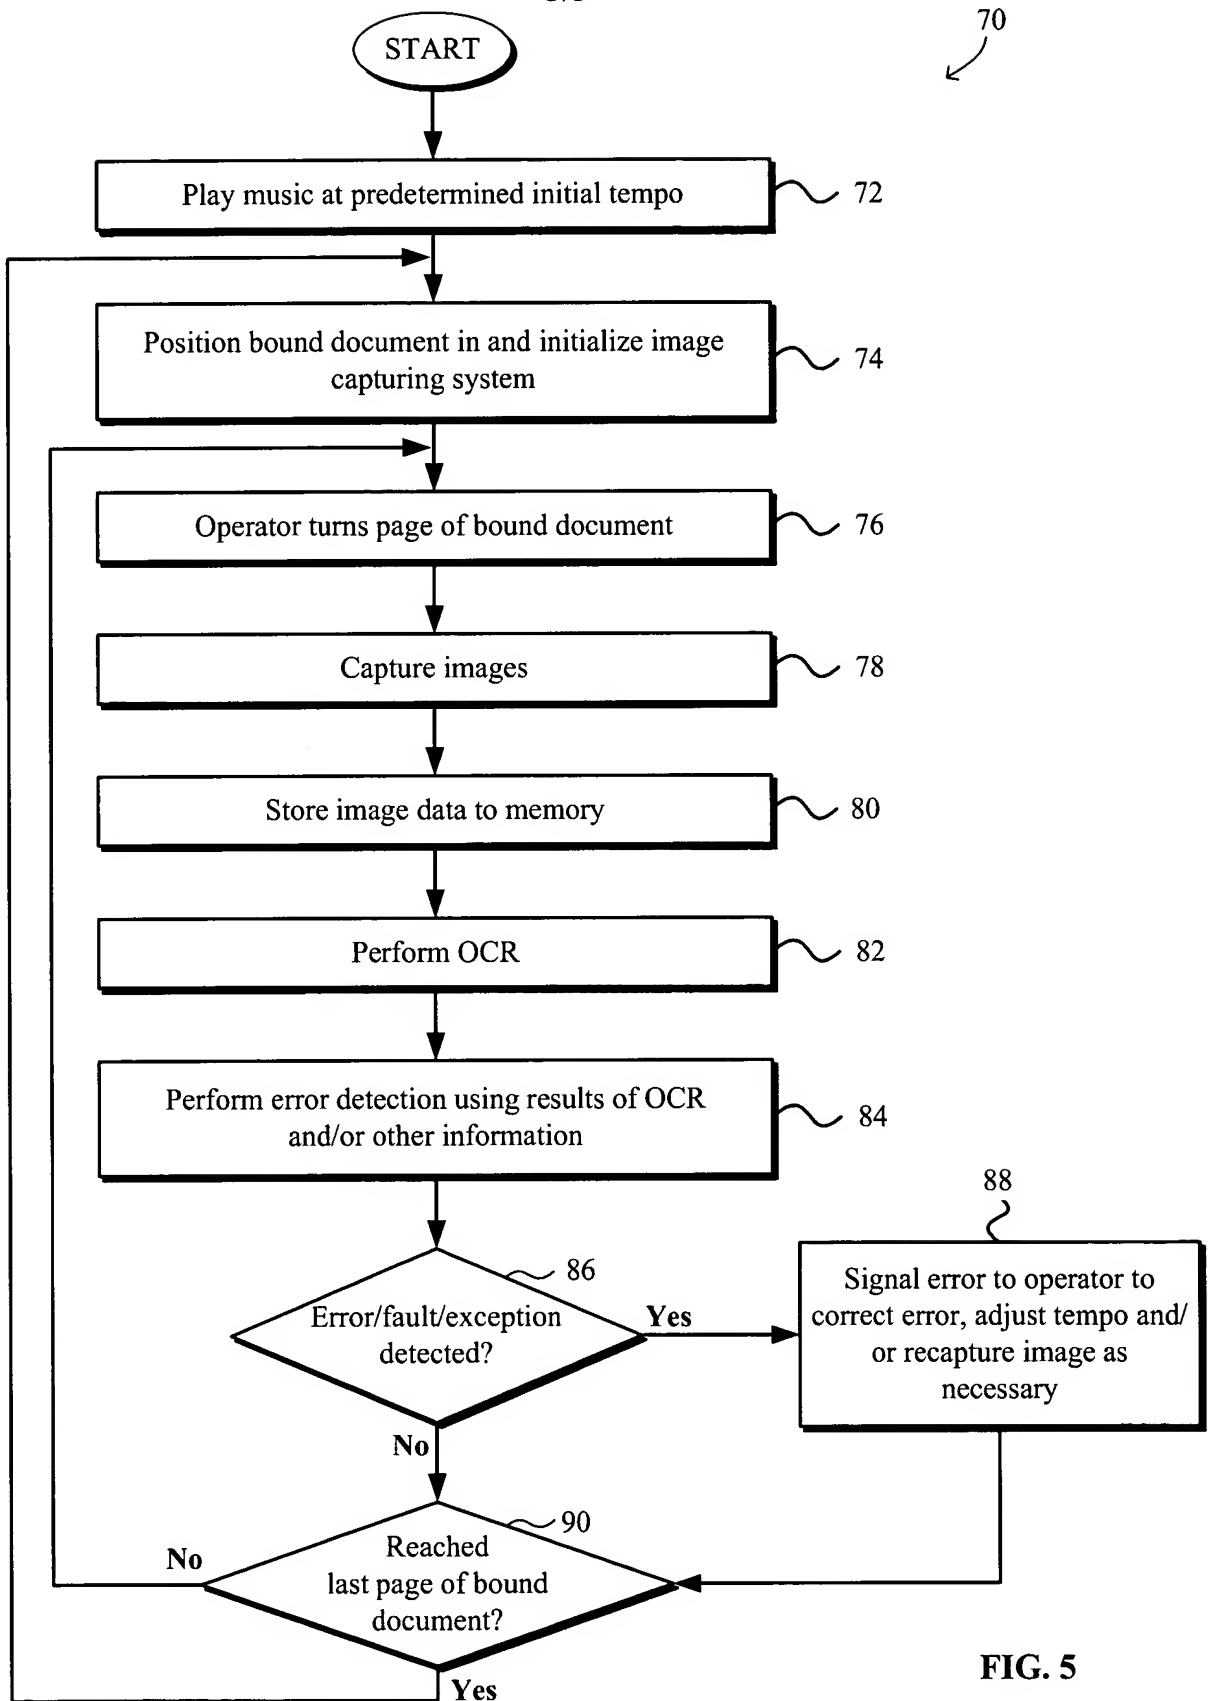 START
70
Play music at predetermined initial tempo
72
Position bound document in and initialize image
capturing system
74
Operator turns page of bound document
76
Capture images
78
Store image data to memory
80
Perform OCR
82
Perform error detection using results of OCR
and/or other information
84
88
86
Error/fault/exception
detected?
Yes
Signal error to operator to
correct error, adjust tempo and/
or recapture image as
necessary
No
90
Reached
last page of bound
document?
No
Yes
FIG. 5